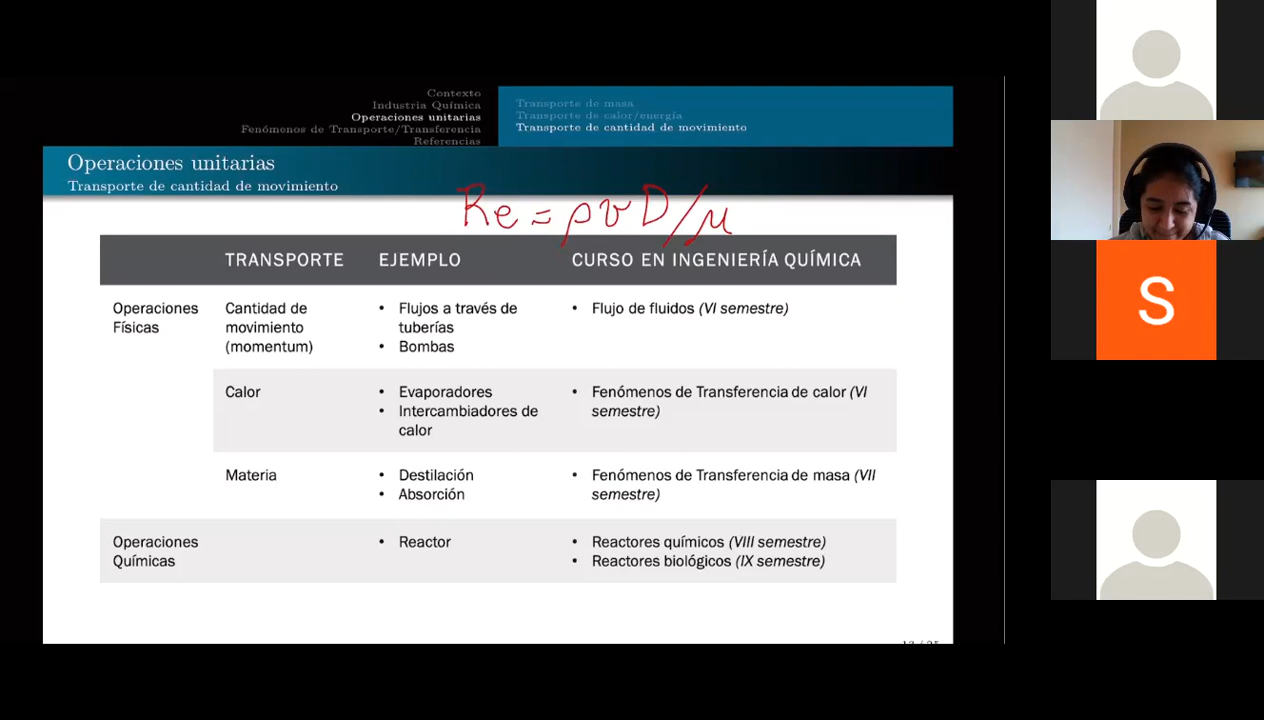 Contexto
Industria Química
Operaciones unitarias
Fenómenos de Transporte/Transferencia
Referencias
Transporte de masa
Transporte de calor/energía
Transporte de cantidad de movimiento
Operaciones unitarias
Transporte de cantidad de movimiento
Re = ρ v D / μ
TRANSPORTE EJEMPLO CURSO EN INGENIERÍA QUÍMICA
Operaciones Físicas
Cantidad de movimiento (momentum)
• Flujos a través de tuberías
• Bombas
• Flujo de fluidos (VI semestre)
Calor
• Evaporadores
• Intercambiadores de calor
• Fenómenos de Transferencia de calor (VI semestre)
Materia
• Destilación
• Absorción
• Fenómenos de Transferencia de masa (VII semestre)
Operaciones Químicas
• Reactor
• Reactores químicos (VIII semestre)
• Reactores biológicos (IX semestre)
S